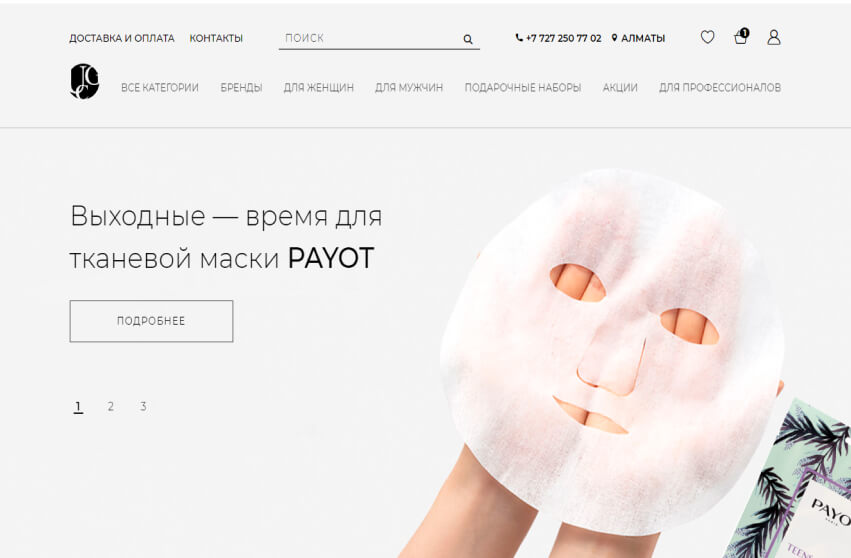 ДОСТАВКА И ОПЛАТА КОНТАКТЫ ПОИСК +7 727 250 77 02 АЛМАТЫ 1
ВСЕ КАТЕГОРИИ БРЕНДЫ ДЛЯ ЖЕНЩИН ДЛЯ МУЖЧИН ПОДАРОЧНЫЕ НАБОРЫ АКЦИИ ДЛЯ ПРОФЕССИОНАЛОВ
Выходные — время для
тканевой маски PAYOT
ПОДРОБНЕЕ
1 2 3
PAYO
PARIS
TEEN